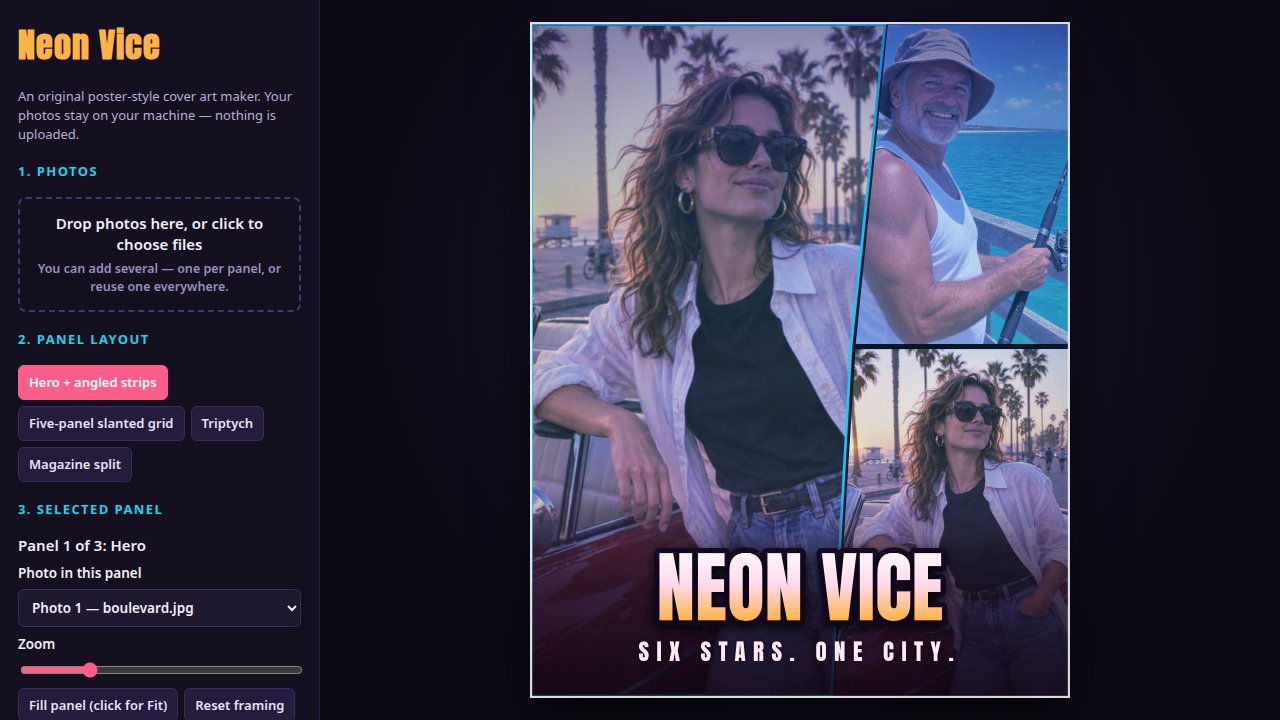 Neon Vice
An original poster-style cover art maker. Your
photos stay on your machine — nothing is
uploaded.
1. PHOTOS
Drop photos here, or click to
choose files
You can add several — one per panel, or
reuse one everywhere.
2. PANEL LAYOUT
Hero + angled strips
Five-panel slanted grid
Triptych
Magazine split
3. SELECTED PANEL
Panel 1 of 3: Hero
Photo in this panel
Photo 1 — boulevard.jpg
Zoom
Fill panel (click for Fit)
Reset framing
NEON VICE
SIX STARS. ONE CITY.